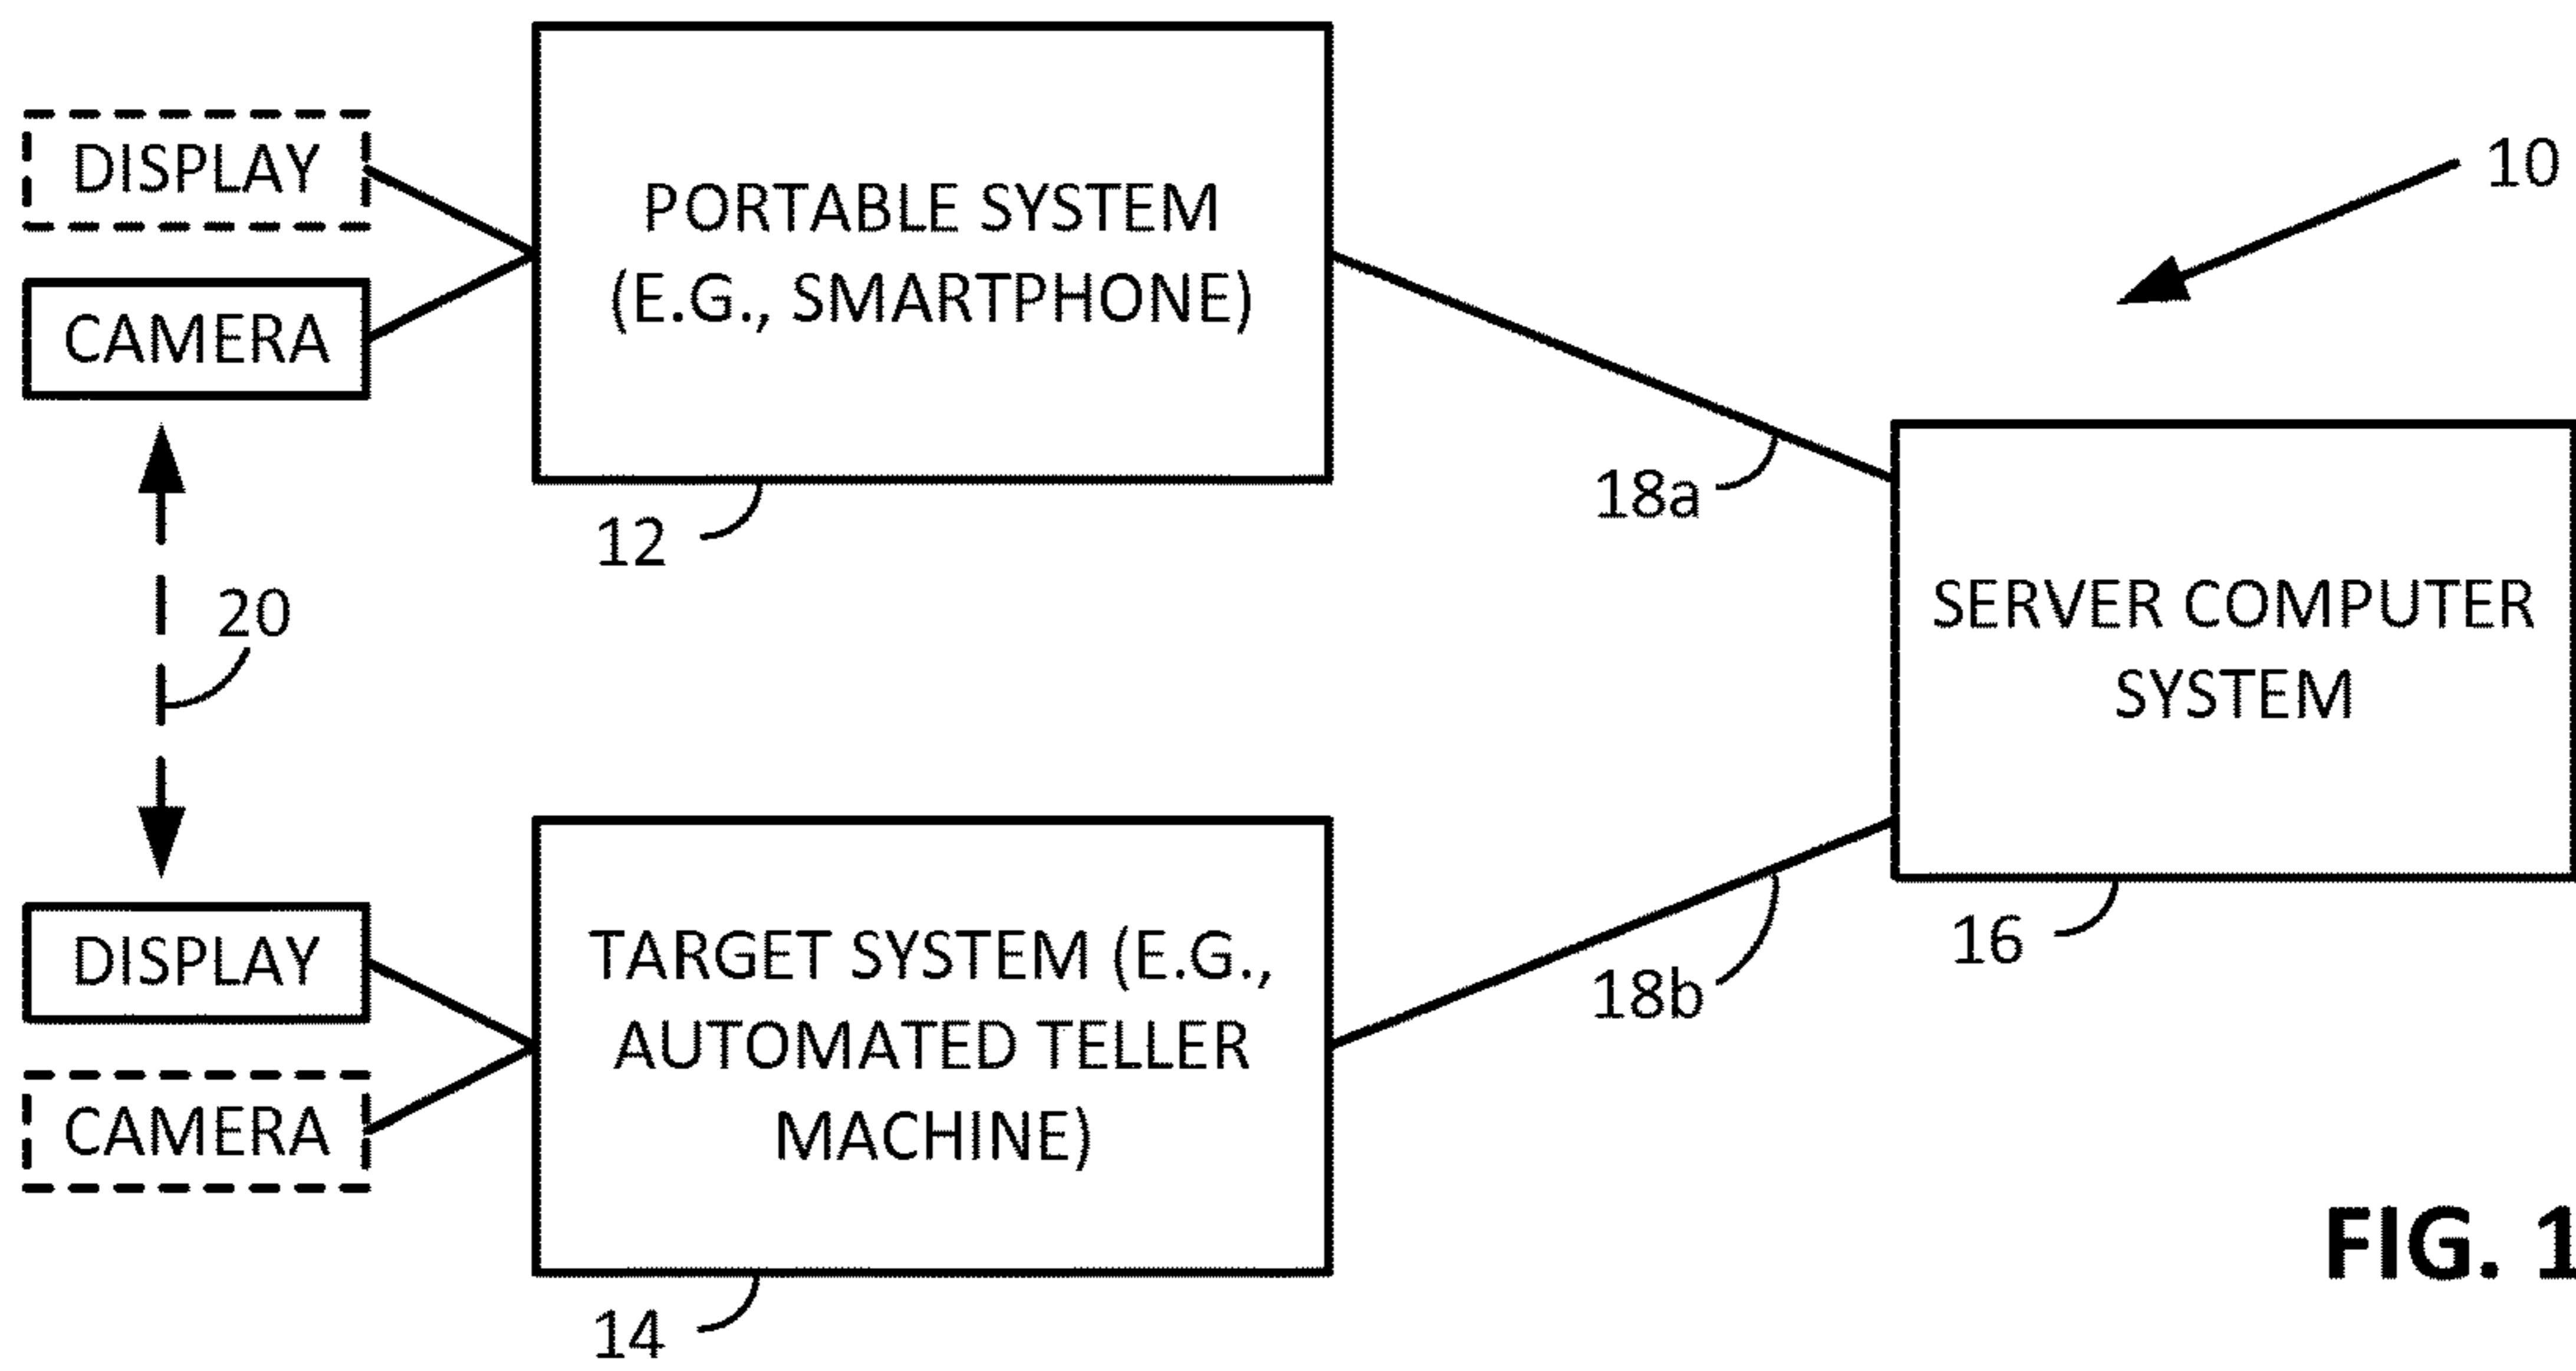 DISPLAY
CAMERA
PORTABLE SYSTEM
(E.G., SMARTPHONE)
12
10
18a
20
SERVER COMPUTER
SYSTEM
16
DISPLAY
CAMERA
TARGET SYSTEM (E.G.,
AUTOMATED TELLER
MACHINE)
14
18b
FIG. 1